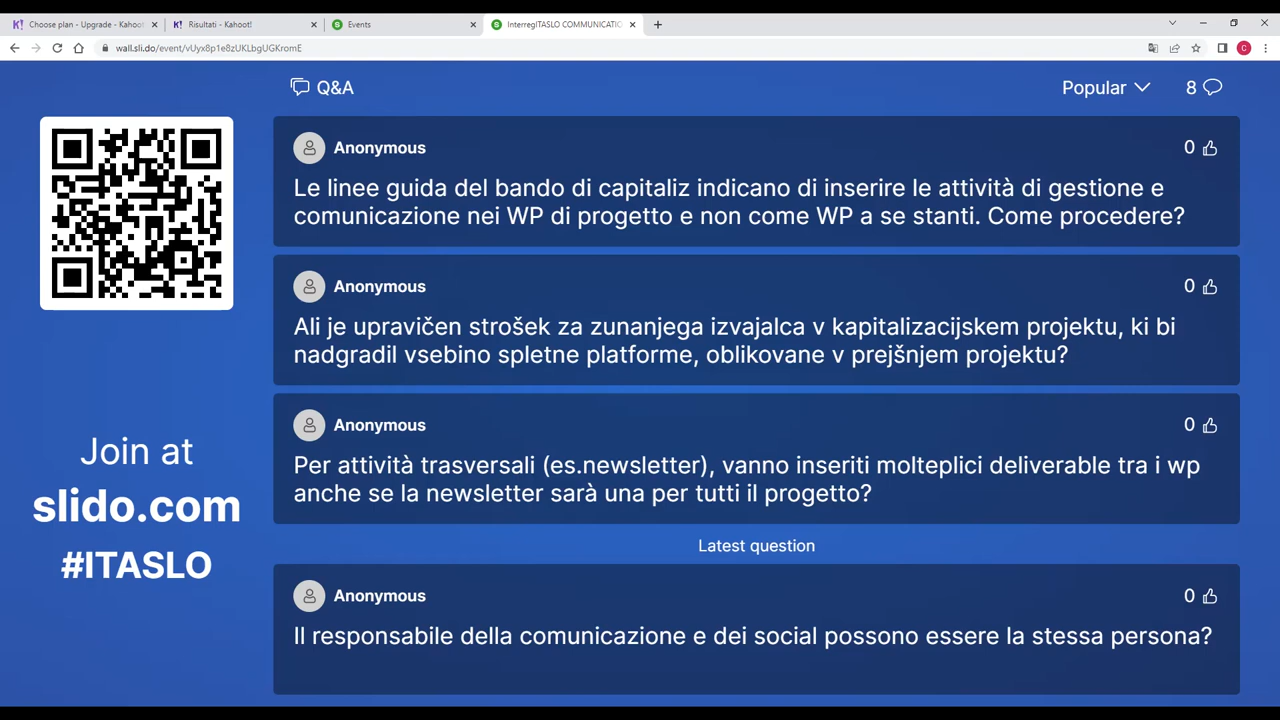 Choose plan - Upgrade - Kahoot!
Risultati - Kahoot!
Events
InterregITASLO COMMUNICATIO
wall.sli.do/event/vUyx8p1e8zUKLbgUGKromE
C
Q&A
Popular
8
Anonymous
0
Le linee guida del bando di capitaliz indicano di inserire le attività di gestione e
comunicazione nei WP di progetto e non come WP a se stanti. Come procedere?
Anonymous
0
Ali je upravičen strošek za zunanjega izvajalca v kapitalizacijskem projektu, ki bi
nadgradil vsebino spletne platforme, oblikovane v prejšnjem projektu?
Anonymous
0
Per attività trasversali (es.newsletter), vanno inseriti molteplici deliverable tra i wp
anche se la newsletter sarà una per tutti il progetto?
Latest question
Anonymous
0
Il responsabile della comunicazione e dei social possono essere la stessa persona?
Join at
slido.com
#ITASLO